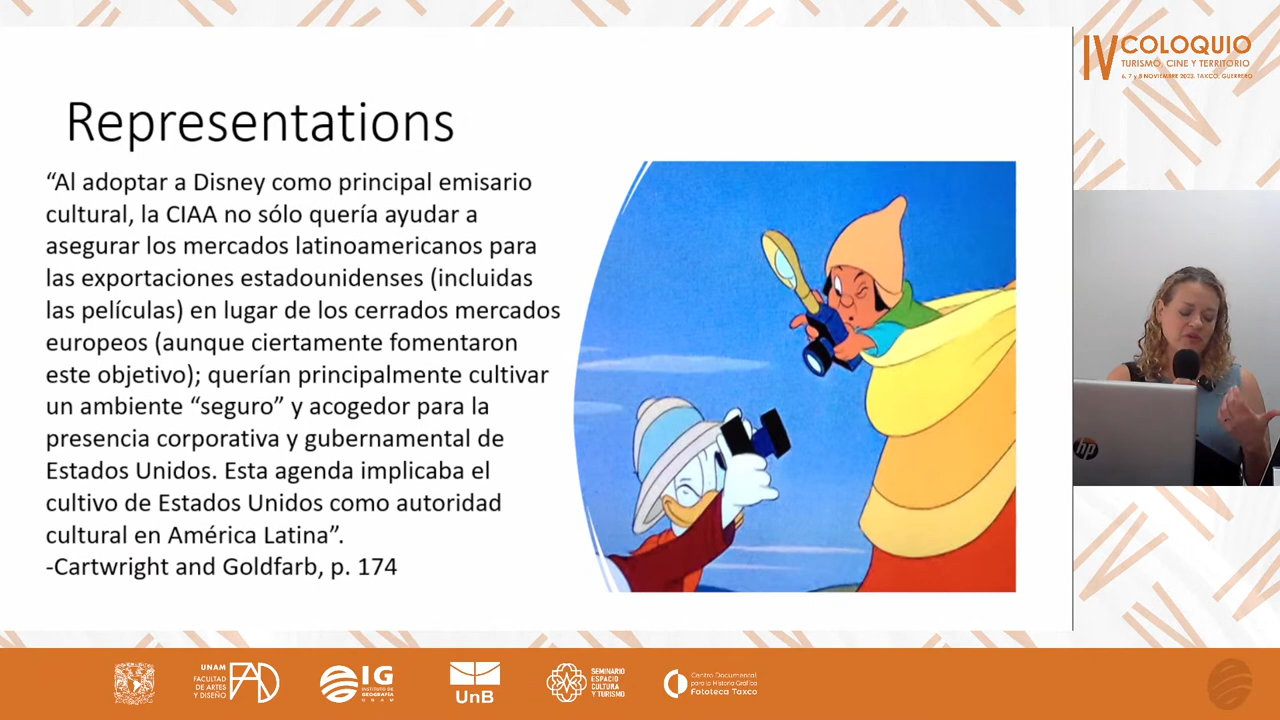 IV COLOQUIO
TURISMO, CINE Y TERRITORIO
6, 7 y 8 NOVIEMBRE 2023. TAXCO, GUERRERO
Representations
“Al adoptar a Disney como principal emisario
cultural, la CIAA no sólo quería ayudar a
asegurar los mercados latinoamericanos para
las exportaciones estadounidenses (incluidas
las películas) en lugar de los cerrados mercados
europeos (aunque ciertamente fomentaron
este objetivo); querían principalmente cultivar
un ambiente “seguro” y acogedor para la
presencia corporativa y gubernamental de
Estados Unidos. Esta agenda implicaba el
cultivo de Estados Unidos como autoridad
cultural en América Latina”.
-Cartwright and Goldfarb, p. 174
hp
UNAM
FACULTAD
DE ARTES
Y DISEÑO
FAD
IG
INSTITUTO DE
GEOGRAFÍA
UNAM
UnB
SEMINARIO
ESPACIO
CULTURA
Y TURISMO
Centro Documental
para la Historia Gráfica
Fototeca Taxco